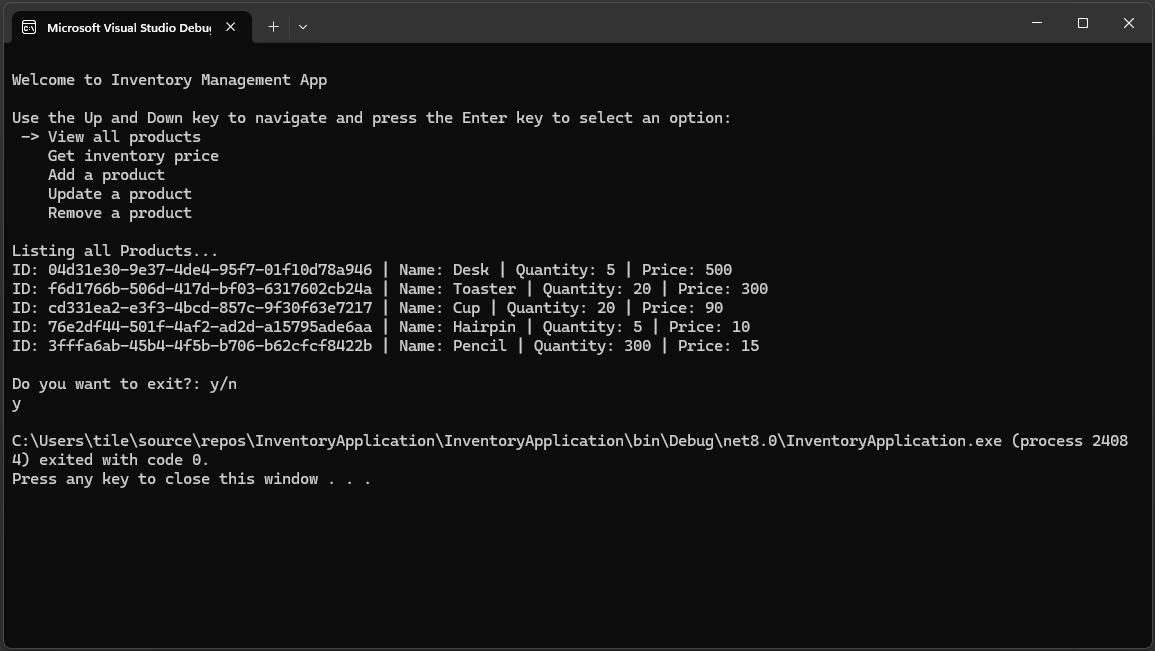 Microsoft Visual Studio Debu
Welcome to Inventory Management App
Use the Up and Down key to navigate and press the Enter key to select an option:
-> View all products
Get inventory price
Add a product
Update a product
Remove a product
Listing all Products...
ID: 04d31e30-9e37-4de4-95f7-01f10d78a946 | Name: Desk | Quantity: 5 | Price: 500
ID: f6d1766b-506d-417d-bf03-6317602cb24a | Name: Toaster | Quantity: 20 | Price: 300
ID: cd331ea2-e3f3-4bcd-857c-9f30f63e7217 | Name: Cup | Quantity: 20 | Price: 90
ID: 76e2df44-501f-4af2-ad2d-a15795ade6aa | Name: Hairpin | Quantity: 5 | Price: 10
ID: 3fffa6ab-45b4-4f5b-b706-b62cfcf8422b | Name: Pencil | Quantity: 300 | Price: 15
Do you want to exit?: y/n
y
C:\Users\tile\source\repos\InventoryApplication\InventoryApplication\bin\Debug\net8.0\InventoryApplication.exe (process 2408
4) exited with code 0.
Press any key to close this window . . .